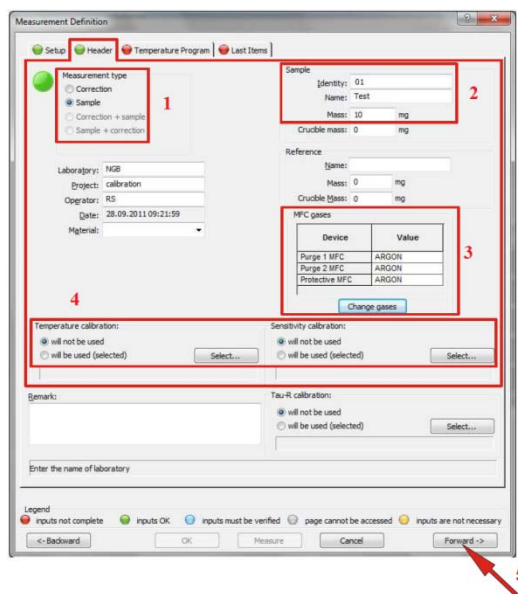 Measurement Definition
Setup Header Temperature Program Last Items
Measurement type
Correction
Sample
Correction + sample
Sample + correction
1
Sample
Identity: 01
Name: Test
Mass: 10 mg
Crucible mass: 0 mg
2
Laboratory: NGB
Project: calibration
Operator: RS
Date: 28.09.2011 09:21:59
Material:
Reference
Name:
Mass: 0 mg
Crucible Mass: 0 mg
MFC gases
Device Value
Purge 1 MFC ARGON
Purge 2 MFC ARGON
Protective MFC ARGON
Change gases
3
4
Temperature calibration:
will not be used
will be used (selected) Select...
Sensitivity calibration:
will not be used
will be used (selected) Select...
Remark:
Tau-R calibration:
will not be used
will be used (selected) Select...
Enter the name of laboratory
Legend
inputs not complete inputs OK inputs must be verified page cannot be accessed inputs are not necessary
<- Backward OK Measure Cancel Forward ->
5